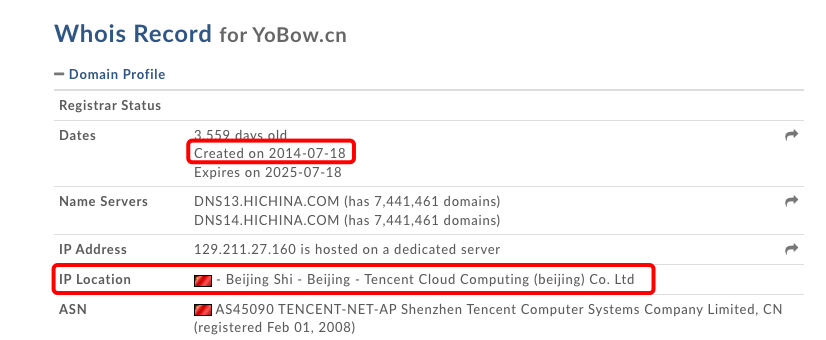 Whois Record for YoBow.cn
Domain Profile
Registrar Status
Dates
3,559 days old
Created on 2014-07-18
Expires on 2025-07-18
Name Servers
DNS13.HICHINA.COM (has 7,441,461 domains)
DNS14.HICHINA.COM (has 7,441,461 domains)
IP Address
129.211.27.160 is hosted on a dedicated server
IP Location
- Beijing Shi - Beijing - Tencent Cloud Computing (beijing) Co. Ltd
ASN
AS45090 TENCENT-NET-AP Shenzhen Tencent Computer Systems Company Limited, CN
(registered Feb 01, 2008)